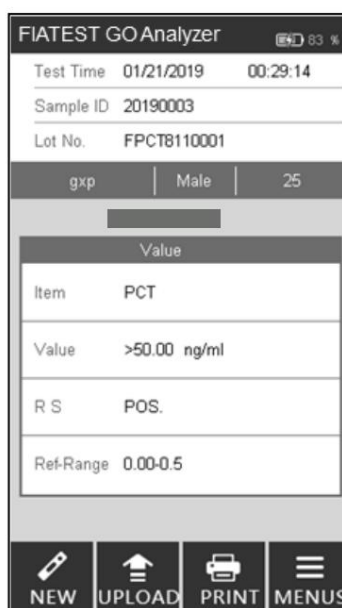 FIATEST GO Analyzer 83 %
Test Time 01/21/2019 00:29:14
Sample ID 20190003
Lot No. FPCT8110001
gxp Male 25
Value
Item PCT
Value >50.00 ng/ml
R S POS.
Ref-Range 0.00-0.5
NEW UPLOAD PRINT MENUS